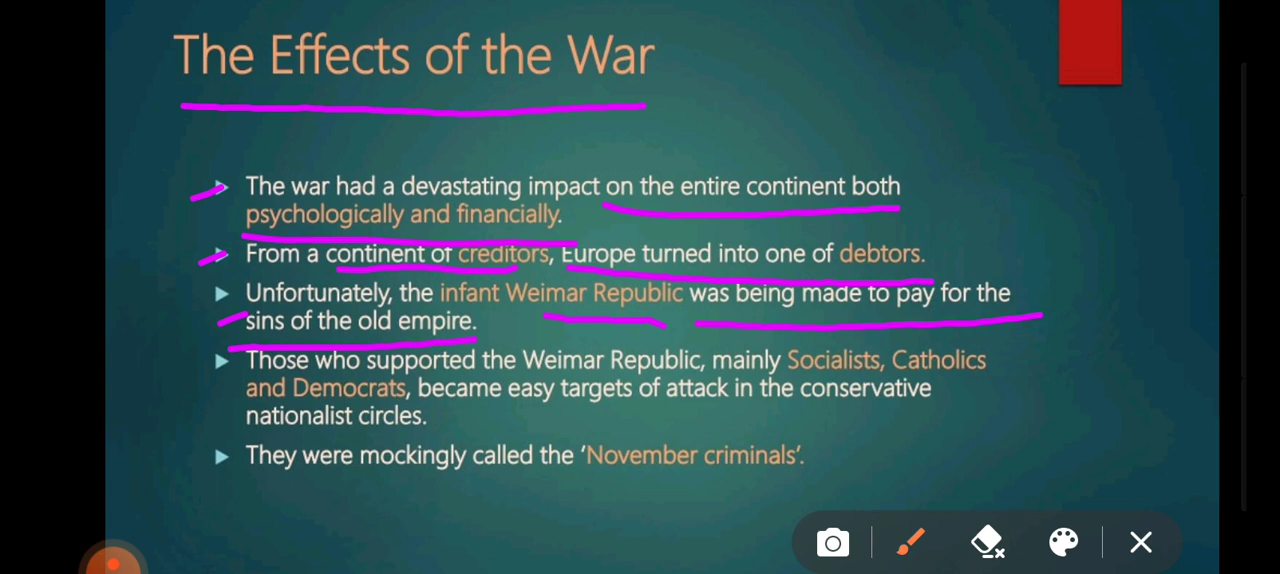 The Effects of the War
The war had a devastating impact on the entire continent both
psychologically and financially.
From a continent of creditors, Europe turned into one of debtors.
Unfortunately, the infant Weimar Republic was being made to pay for the
sins of the old empire.
Those who supported the Weimar Republic, mainly Socialists, Catholics
and Democrats, became easy targets of attack in the conservative
nationalist circles.
They were mockingly called the ‘November criminals’.